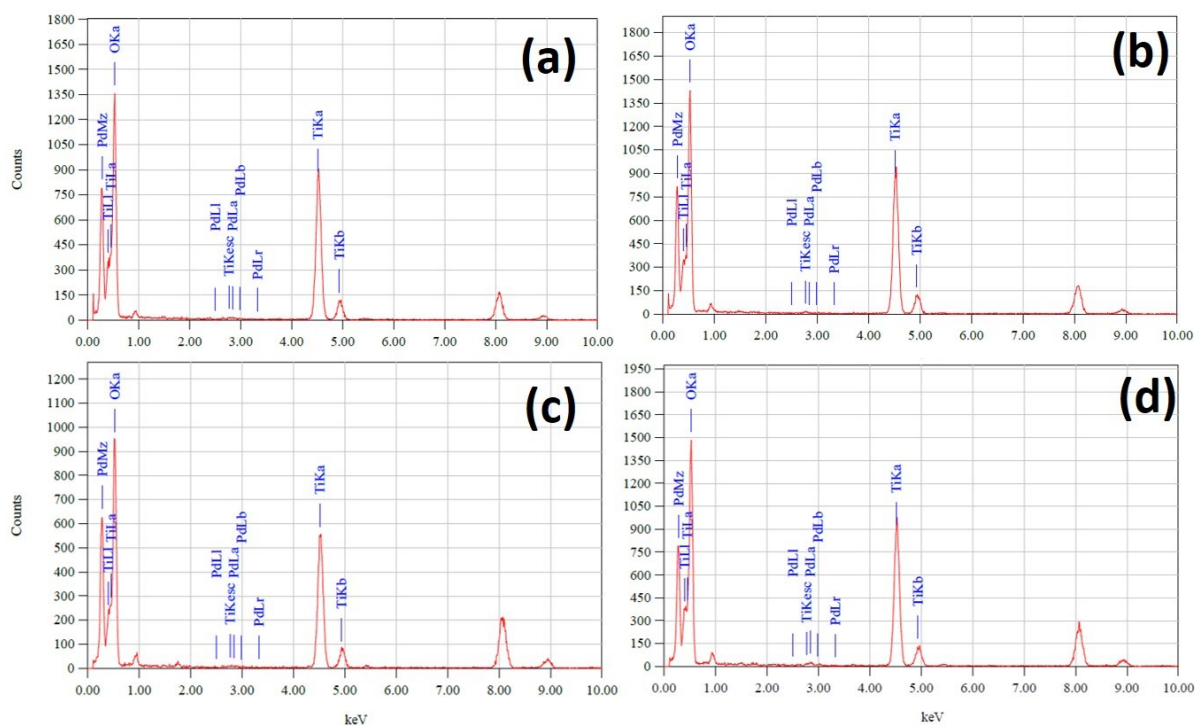 (a)
1800
1650
1500
1350
1200
1050
900
750
600
450
300
150
0
Counts
OKa
PdMz
TiLl TiLa
PdLl
TiKesc
PdLa
PdLb
PdLr
TiKa
TiKb
0.00 1.00 2.00 3.00 4.00 5.00 6.00 7.00 8.00 9.00 10.00
(b)
1800
1650
1500
1350
1200
1050
900
750
600
450
300
150
0
OKa
PdMz
TiLl TiLa
PdLl
TiKesc
PdLa
PdLb
PdLr
TiKa
TiKb
0.00 1.00 2.00 3.00 4.00 5.00 6.00 7.00 8.00 9.00 10.00
(c)
1200
1100
1000
900
800
700
600
500
400
300
200
100
0
Counts
OKa
PdMz
TiLl TiLa
PdLl
TiKesc
PdLa
PdLb
PdLr
TiKa
TiKb
0.00 1.00 2.00 3.00 4.00 5.00 6.00 7.00 8.00 9.00 10.00
keV
(d)
1950
1800
1650
1500
1350
1200
1050
900
750
600
450
300
150
0
OKa
PdMz
TiLl TiLa
PdLl
TiKesc
PdLa
PdLb
PdLr
TiKa
TiKb
0.00 1.00 2.00 3.00 4.00 5.00 6.00 7.00 8.00 9.00 10.00
keV